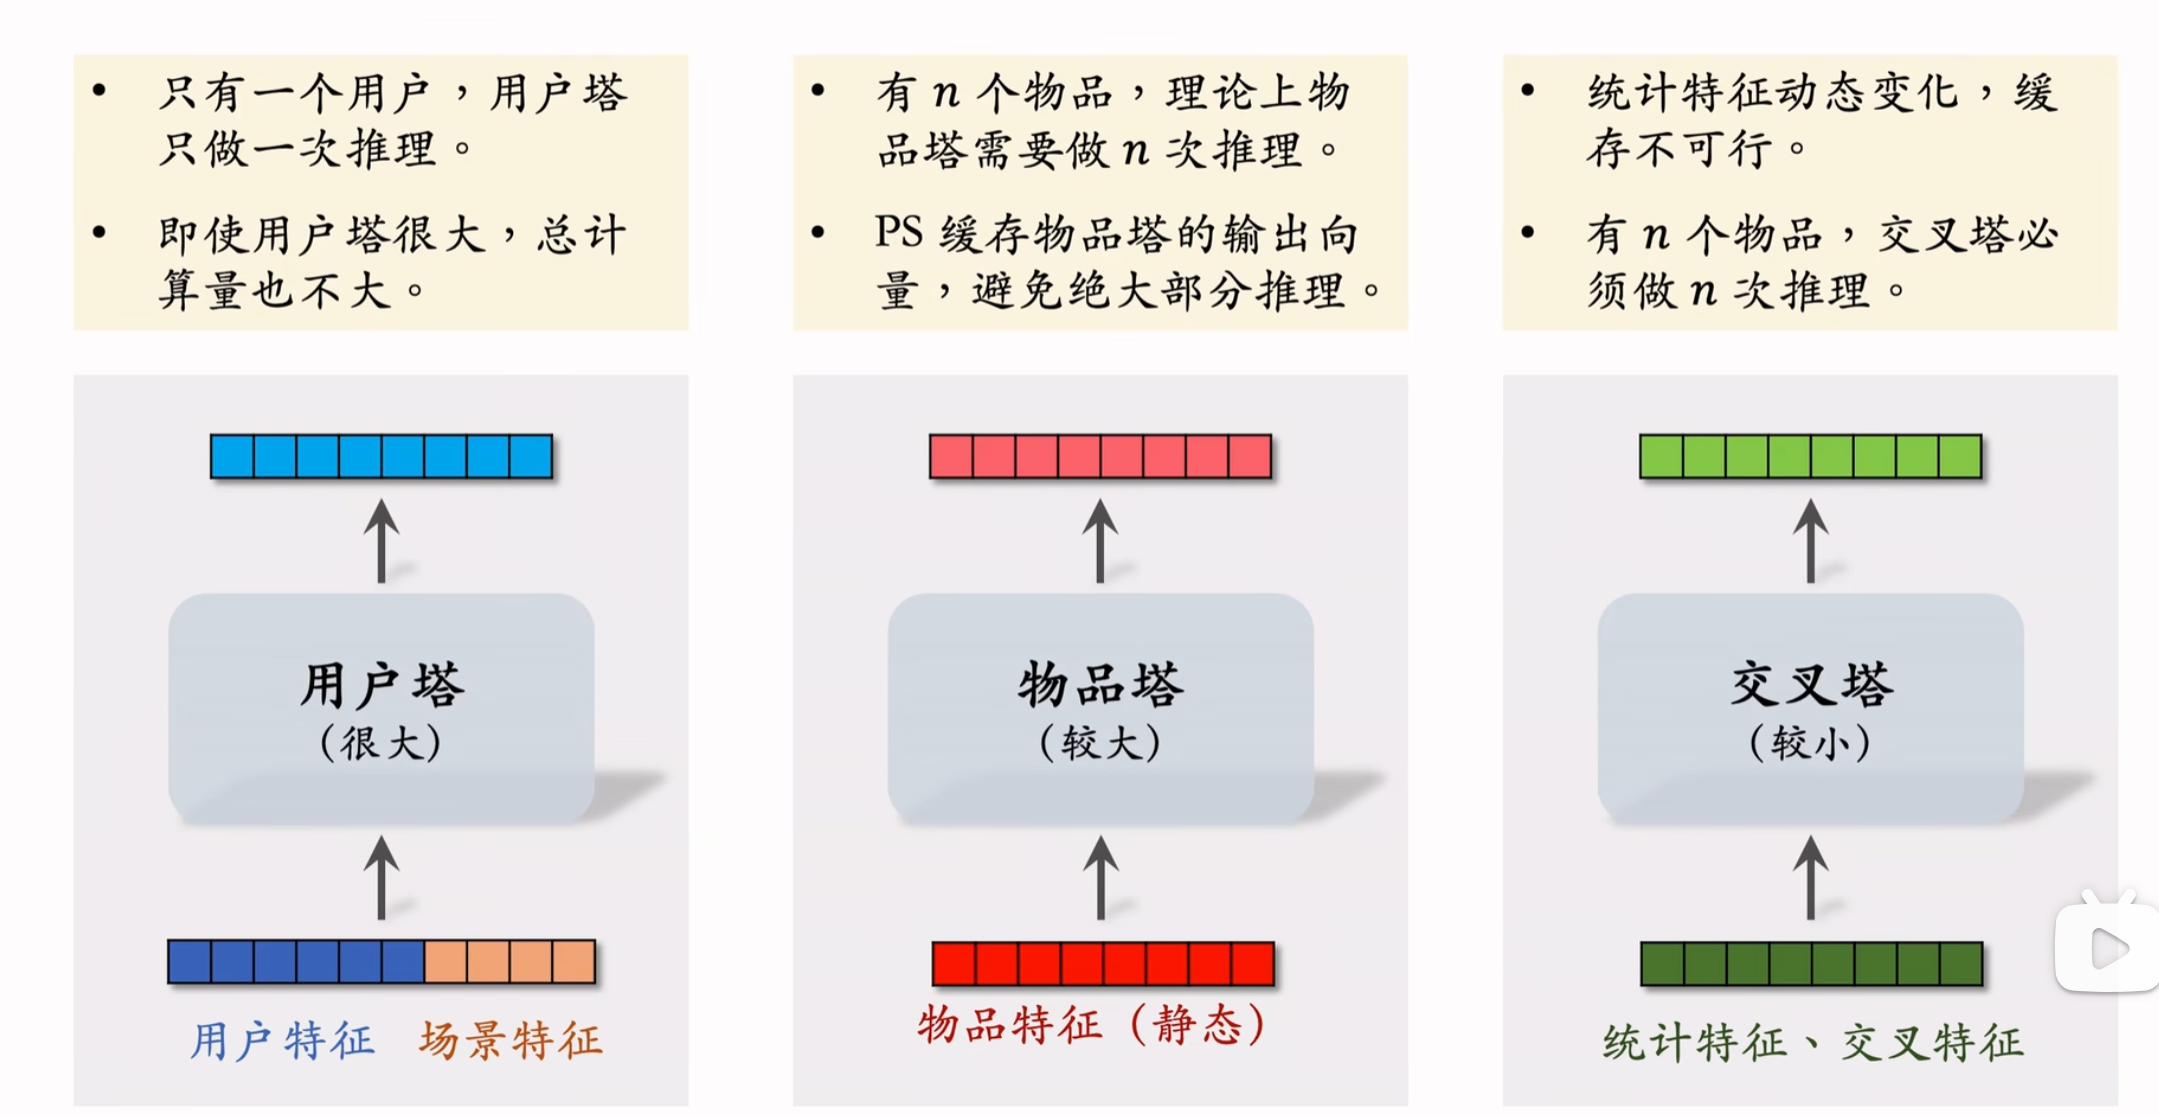 • 只有一个用户，用户塔
只做一次推理。
• 即使用户塔很大，总计
算量也不大。
• 有 n 个物品，理论上物
品塔需要做 n 次推理。
• PS 缓存物品塔的输出向
量，避免绝大部分推理。
• 统计特征动态变化，缓
存不可行。
• 有 n 个物品，交叉塔必
须做 n 次推理。
用户塔
（很大）
用户特征 场景特征
物品塔
（较大）
物品特征（静态）
交叉塔
（较小）
统计特征、交叉特征